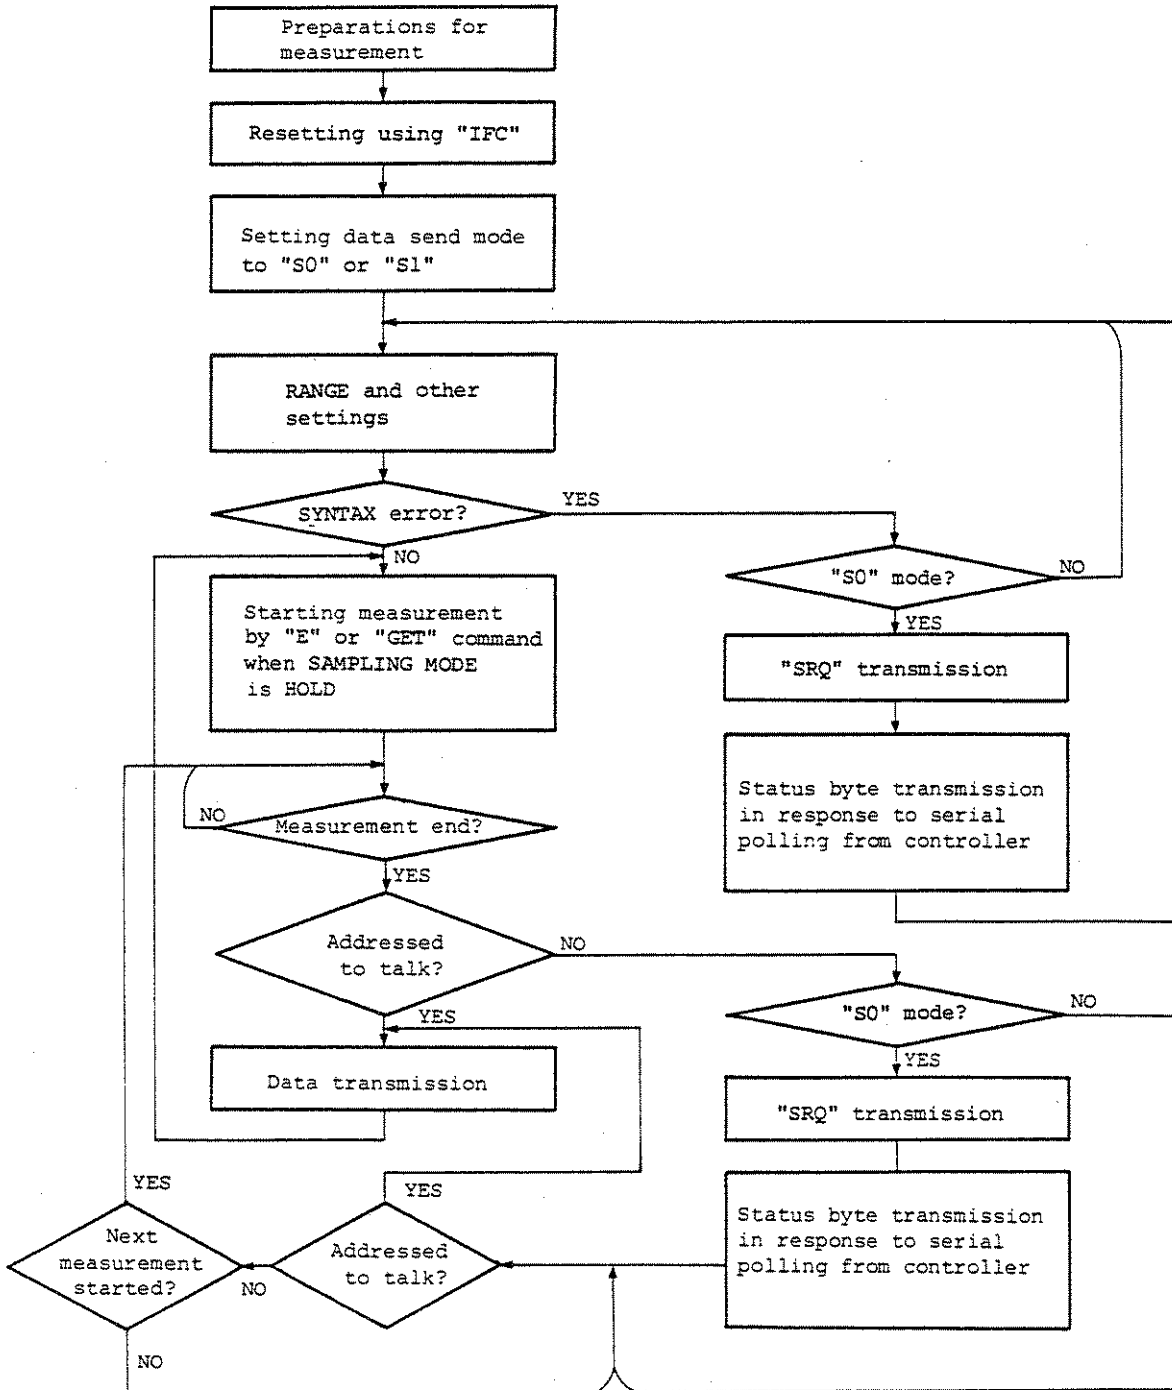 Preparations for
measurement
Resetting using "IFC"
Setting data send mode
to "S0" or "S1"
RANGE and other
settings
SYNTAX error?
YES
NO
"S0" mode?
NO
YES
Starting measurement
by "E" or "GET" command
when SAMPLING MODE
is HOLD
"SRQ" transmission
Status byte transmission
in response to serial
polling from controller
NO
Measurement end?
YES
Addressed
to talk?
NO
YES
"S0" mode?
NO
YES
Data transmission
"SRQ" transmission
YES
YES
Next
measurement
started?
NO
Addressed
to talk?
Status byte transmission
in response to serial
polling from controller
NO